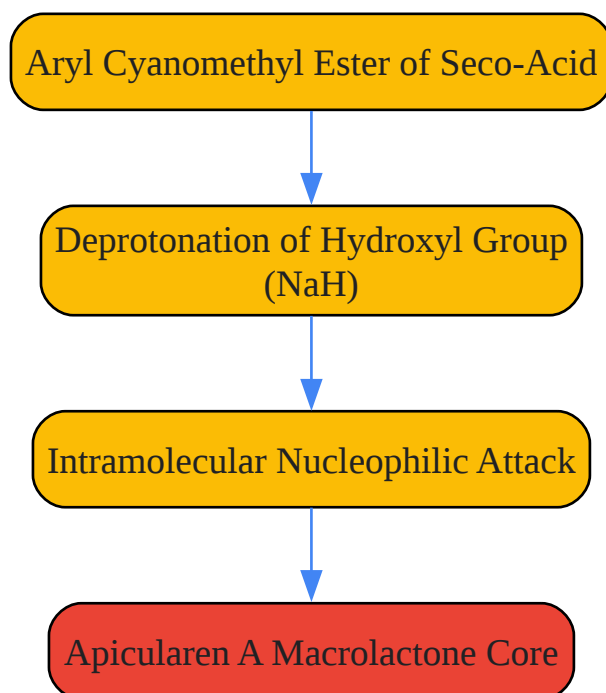 Aryl Cyanomethyl Ester of Seco-Acid
Deprotonation of Hydroxyl Group
(NaH)
Intramolecular Nucleophilic Attack
Apicularen A Macrolactone Core